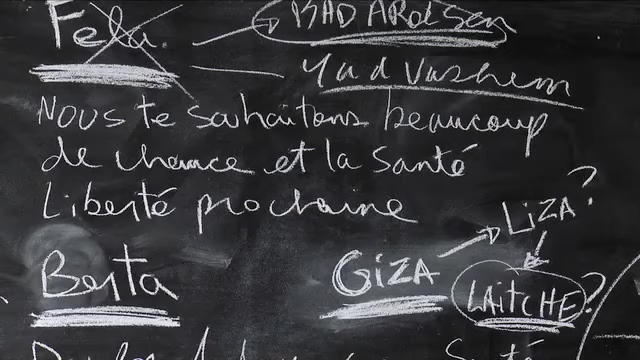 Fela BAD AROLSEN
Yad Vashem
Nous te souhaitons beaucoup
de chance et la santé
Liberté prochaine
LIZA?
Berta GiZA LAiTCHE?
Santé